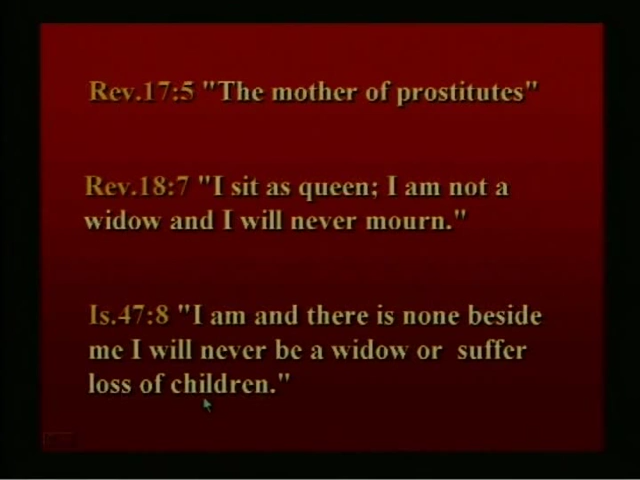 Rev.17:5 "The mother of prostitutes"
Rev.18:7 "I sit as queen; I am not a
widow and I will never mourn."
Is.47:8 "I am and there is none beside
me I will never be a widow or  suffer
loss of children."